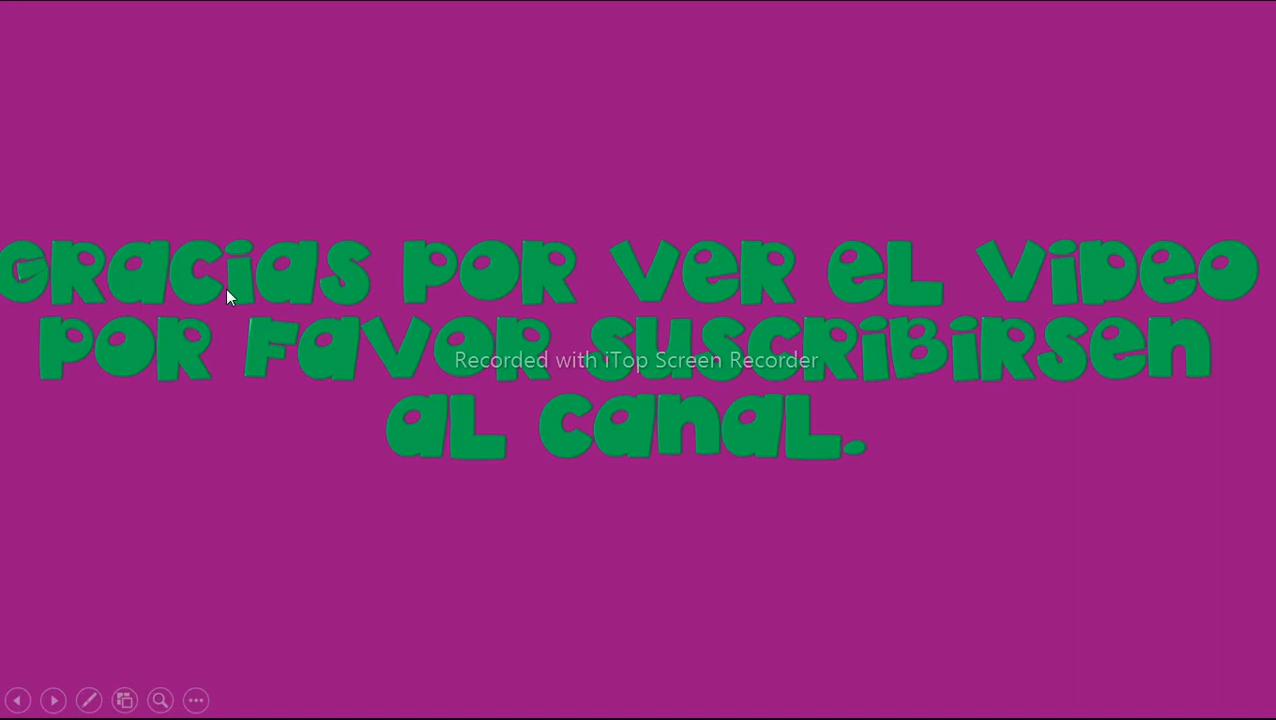 Gracias por ver el video
por favor suscribirsen
al canal.
Recorded with iTop Screen Recorder